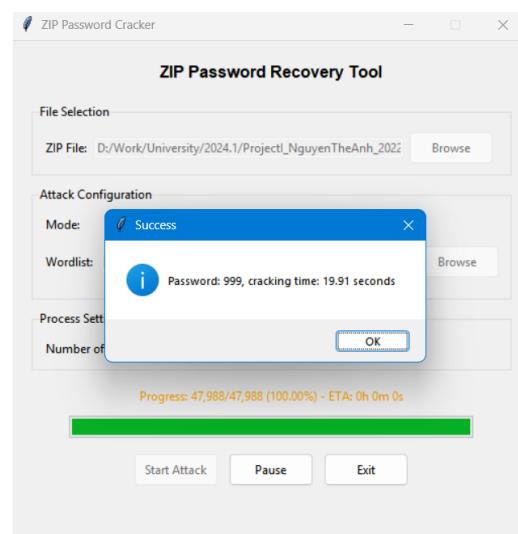 ZIP Password Cracker
ZIP Password Recovery Tool
File Selection
ZIP File: D:/Work/University/2024.1/ProjectI_NguyenTheAnh_2022 Browse
Attack Configuration
Mode:
Success
Wordlist: Browse
Password: 999, cracking time: 19.91 seconds
Process Sett
OK
Number of
Progress: 47,988/47,988 (100.00%) - ETA: 0h 0m 0s
Start Attack Pause Exit